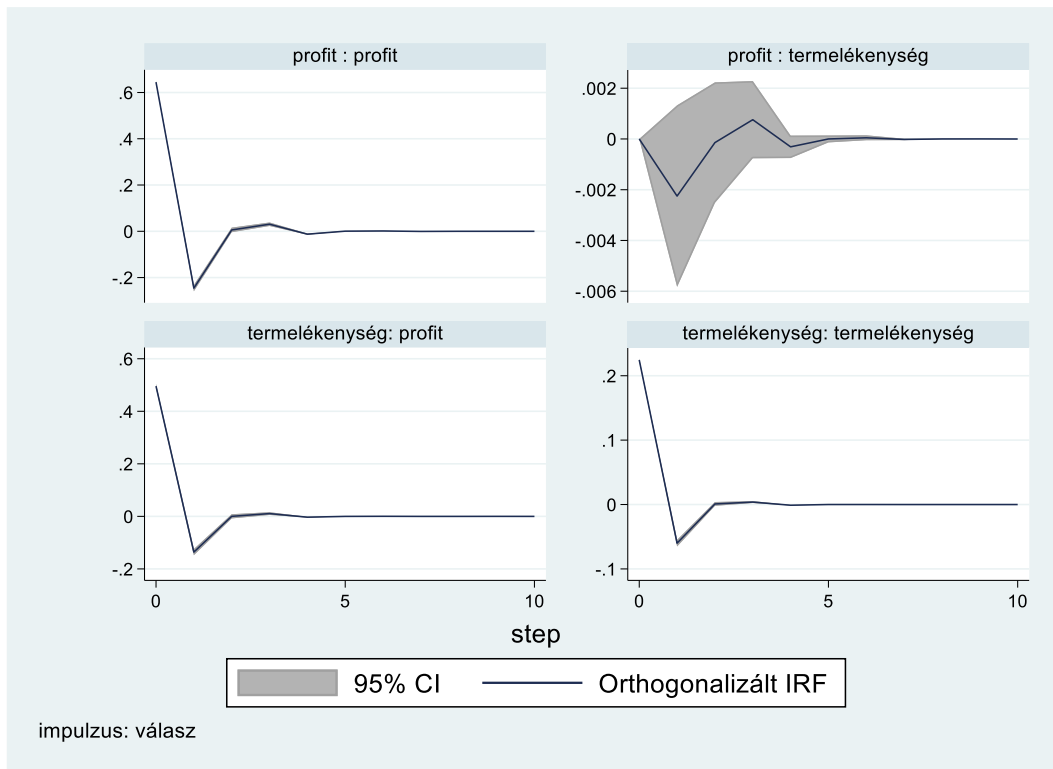 profit : profit
profit : termelékenység
.6
.4
.2
0
-.2
.002
0
-.002
-.004
-.006
termelékenység: profit
termelékenység: termelékenység
.6
.4
.2
0
-.2
.2
.1
0
-.1
0 5 10
0 5 10
step
95% CI Orthogonalizált IRF
impulzus: válasz